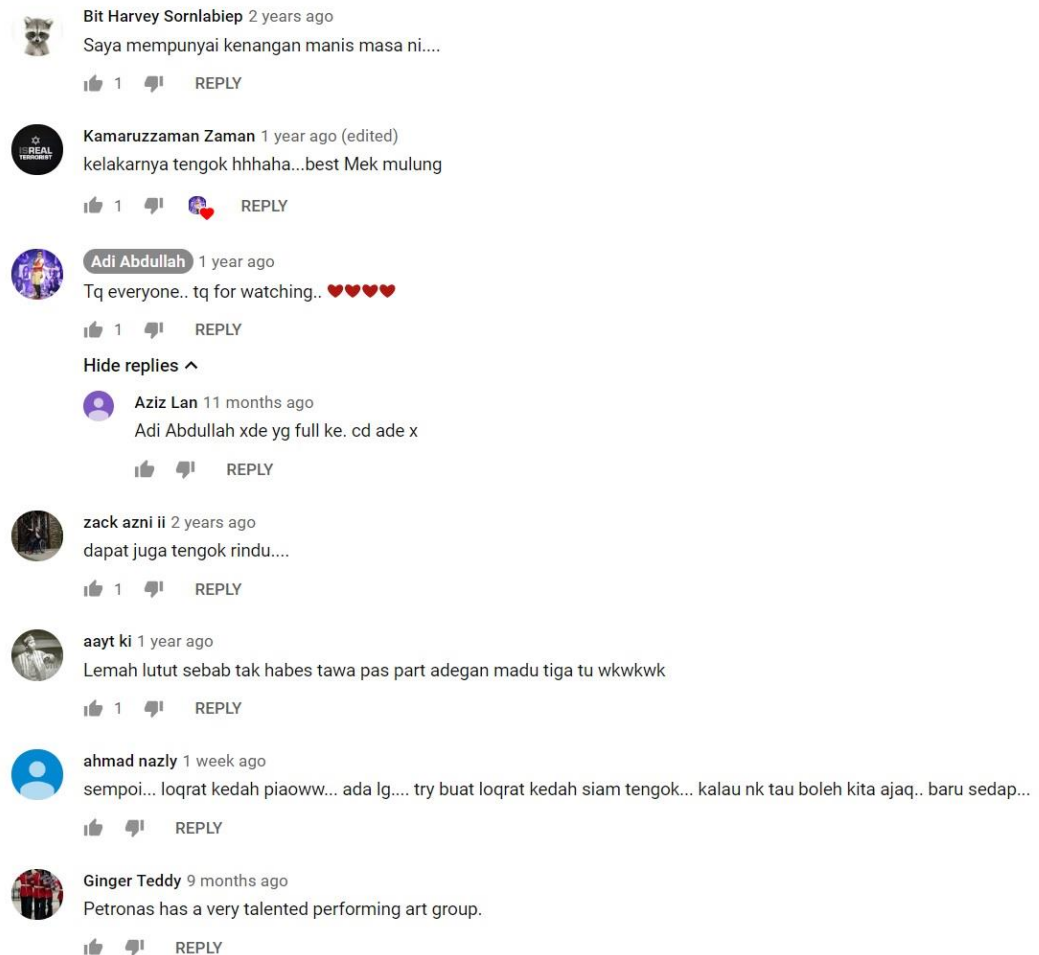 Bit Harvey Sornlabiep 2 years ago
Saya mempunyai kenangan manis masa ni....
1 REPLY
Kamaruzzaman Zaman 1 year ago (edited)
ISREAL
TERRORIST
kelakarnya tengok hhhaha...best Mek mulung
1 REPLY
Adi Abdullah 1 year ago
Tq everyone.. tq for watching.. ♥♥♥♥
1 REPLY
Hide replies
Aziz Lan 11 months ago
Adi Abdullah xde yg full ke. cd ade x
REPLY
zack azni ii 2 years ago
dapat juga tengok rindu....
1 REPLY
aayt ki 1 year ago
Lemah lutut sebab tak habes tawa pas part adegan madu tiga tu wkwkwk
1 REPLY
ahmad nazly 1 week ago
sempoi... loqrat kedah piaoww... ada lg.... try buat loqrat kedah siam tengok... kalau nk tau boleh kita ajaq.. baru sedap...
REPLY
Ginger Teddy 9 months ago
Petronas has a very talented performing art group.
REPLY